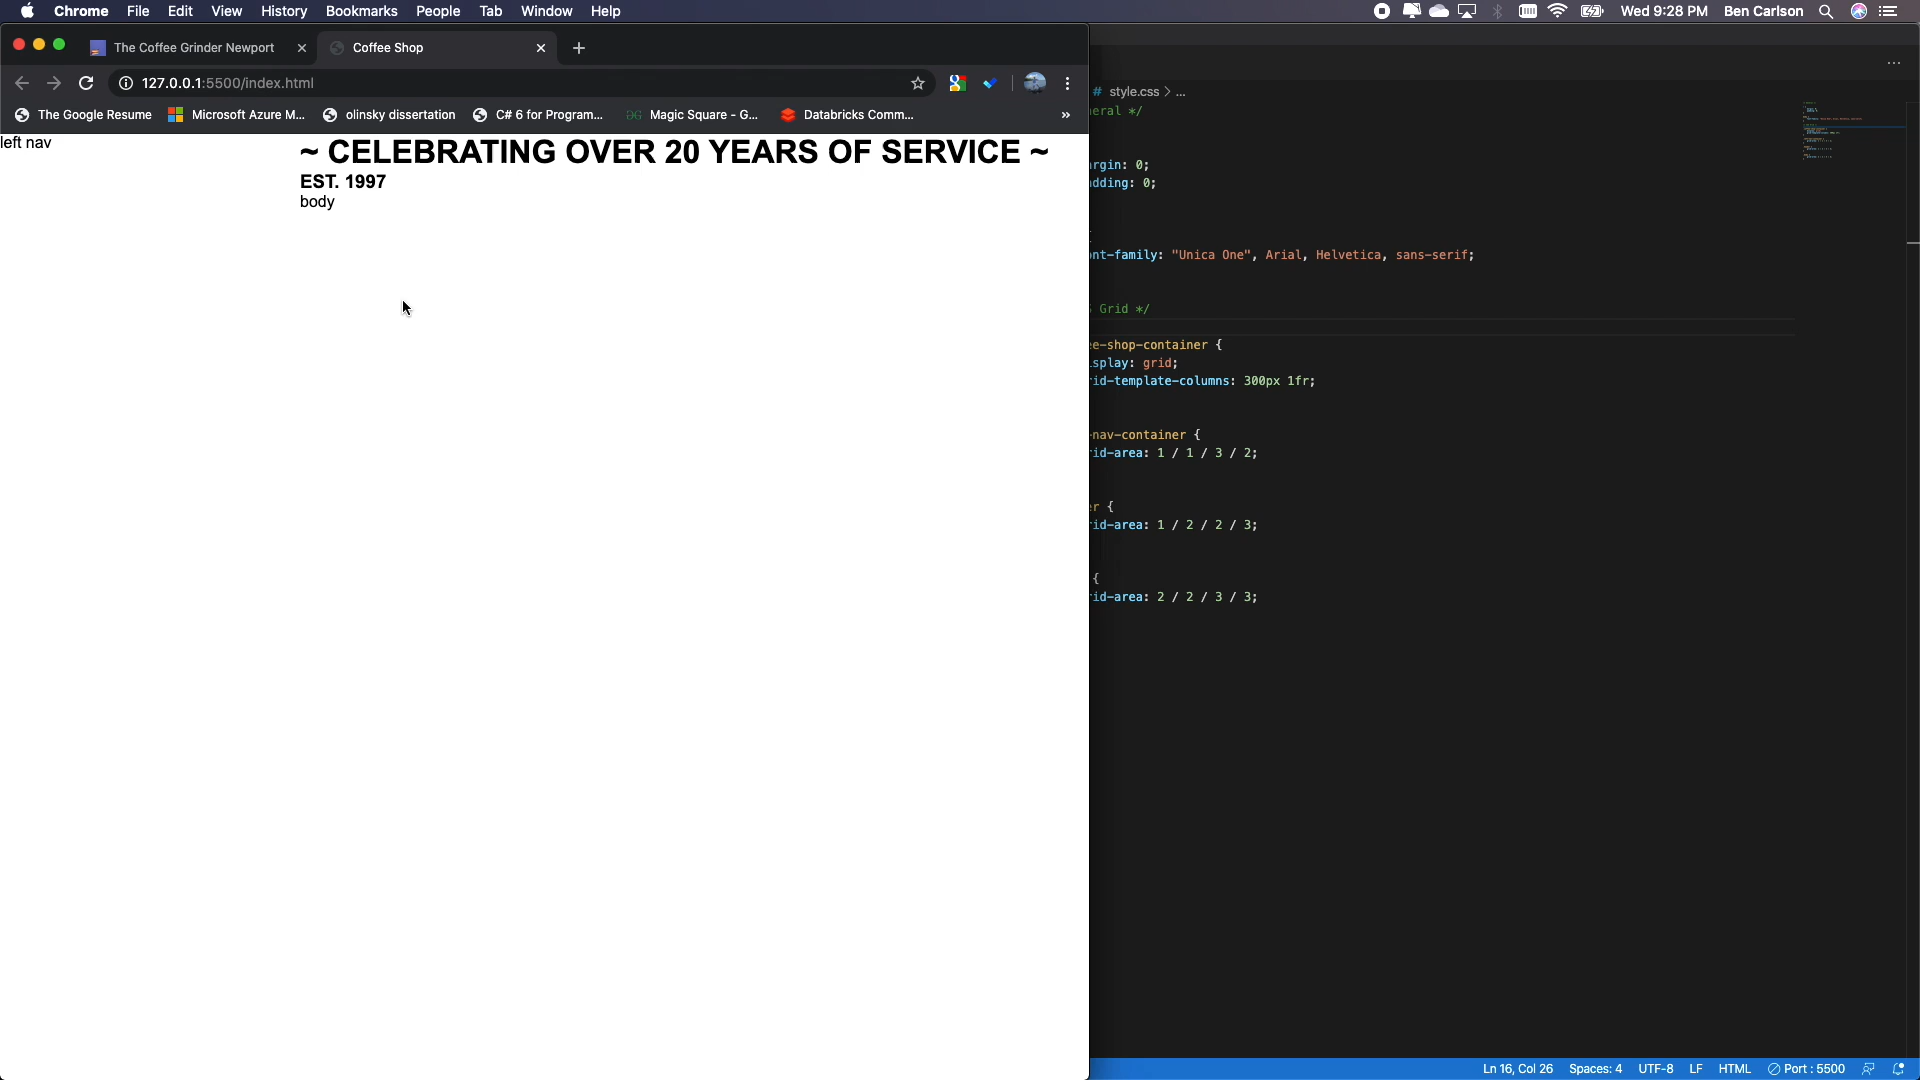 Chrome File Edit View History Bookmarks People Tab Window Help Wed 9:28 PM Ben Carlson
The Coffee Grinder Newport Coffee Shop
127.0.0.1:5500/index.html
The Google Resume Microsoft Azure M... olinsky dissertation C# 6 for Program... Magic Square - G... Databricks Comm... »
left nav
~ CELEBRATING OVER 20 YEARS OF SERVICE ~
EST. 1997
body
# style.css > ...
eral */
rgin: 0;
dding: 0;
nt-family: "Unica One", Arial, Helvetica, sans-serif;
Grid */
e-shop-container {
splay: grid;
id-template-columns: 300px 1fr;
nav-container {
id-area: 1 / 1 / 3 / 2;
r {
id-area: 1 / 2 / 2 / 3;
{
id-area: 2 / 2 / 3 / 3;
Ln 16, Col 26 Spaces: 4 UTF-8 LF HTML Port : 5500